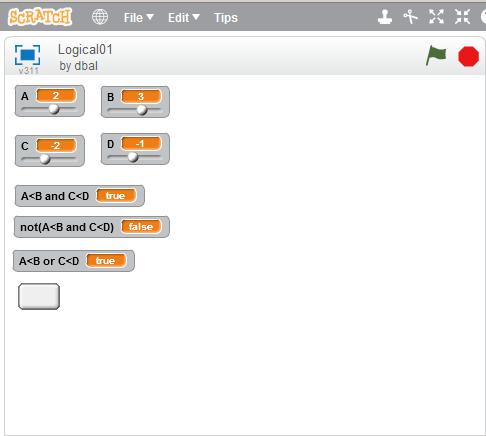 SCRATCH File Edit Tips
Logical01
by dbal
v311
A 2 B 3
C -2 D -1
A<B and C<D true
not(A<B and C<D) false
A<B or C<D true